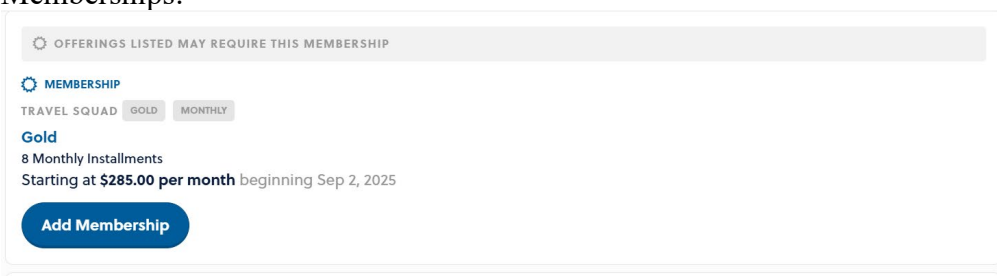 Memberships:
OFFERINGS LISTED MAY REQUIRE THIS MEMBERSHIP
MEMBERSHIP
TRAVEL SQUAD GOLD MONTHLY
Gold
8 Monthly Installments
Starting at $285.00 per month beginning Sep 2, 2025
Add Membership